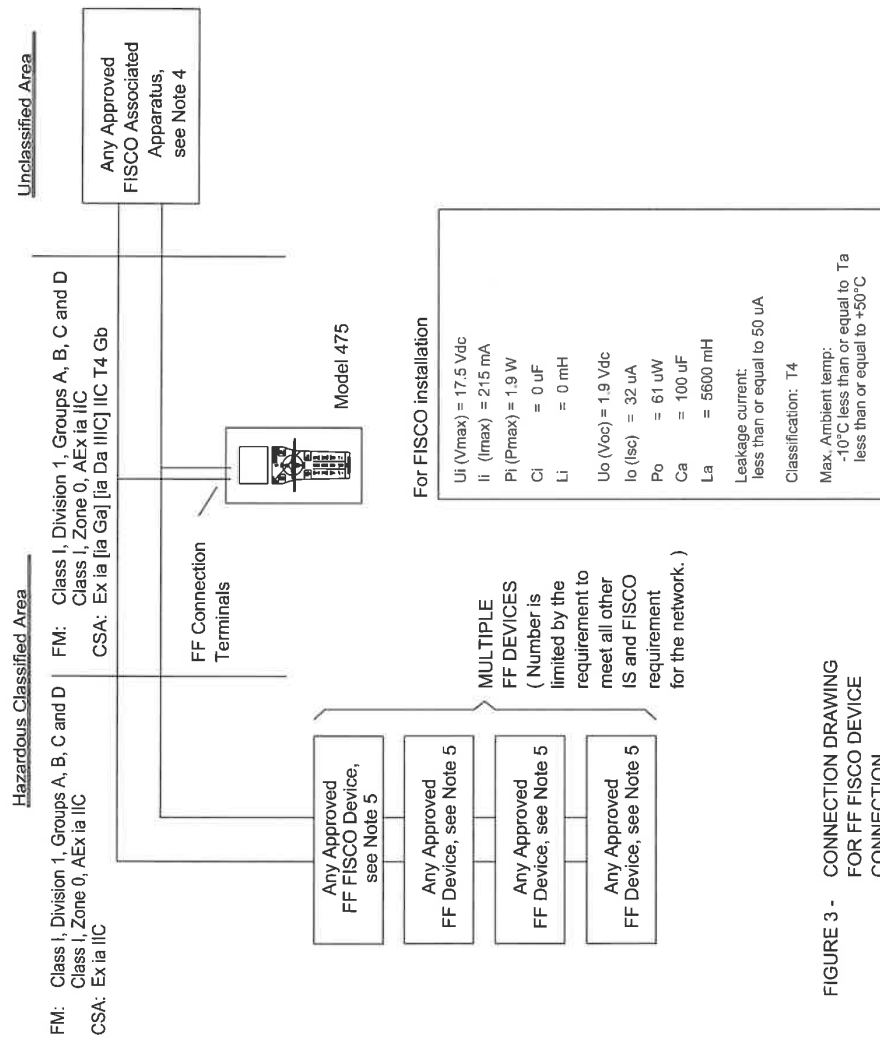 Hazardous Classified Area
Unclassified Area
FM: Class I, Division 1, Groups A, B, C and D
Class I, Zone 0, AEx ia IIC
CSA: Ex ia IIC
FM: Class I, Division 1, Groups A, B, C and D
Class I, Zone 0, AEx ia IIC
CSA: Ex ia [ia Ga] [ia Da IIIC] IIC T4 Gb
Any Approved
FISCO Associated
Apparatus,
see Note 4
FF Connection
Terminals
Model 475
Any Approved
FF FISCO Device,
see Note 5
Any Approved
FF Device, see Note 5
Any Approved
FF Device, see Note 5
Any Approved
FF Device, see Note 5
MULTIPLE
FF DEVICES
( Number is
limited by the
requirement to
meet all other
IS and FISCO
requirement
for the network. )
For FISCO installation
Ui (Vmax) = 17.5 Vdc
Ii (Imax) = 215 mA
Pi (Pmax) = 1.9 W
Ci = 0 uF
Li = 0 mH
Uo (Voc) = 1.9 Vdc
Io (Isc) = 32 uA
Po = 61 uW
Ca = 100 uF
La = 5600 mH
Leakage current:
less than or equal to 50 uA
Classification: T4
Max. Ambient temp:
-10°C less than or equal to Ta
less than or equal to +50°C
FIGURE 3 - CONNECTION DRAWING
FOR FF FISCO DEVICE
CONNECTION